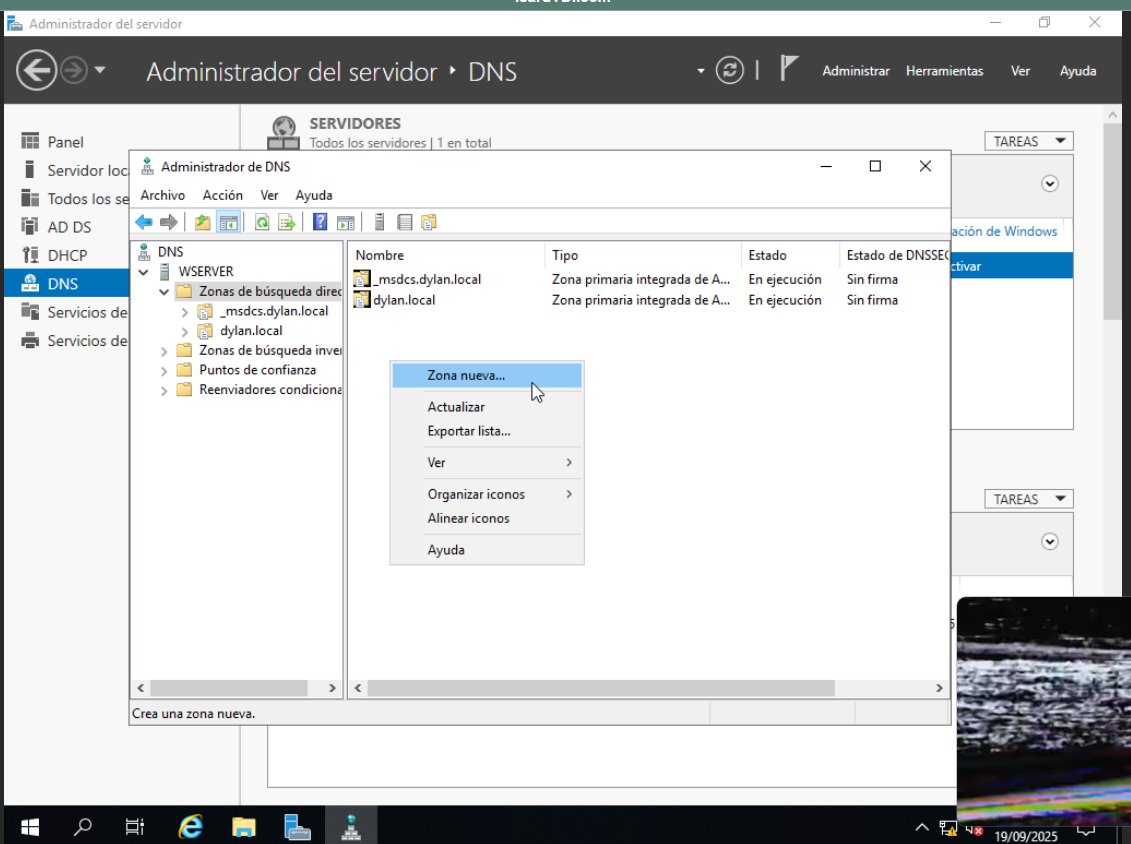 Administrador del servidor
Administrador del servidor ‣ DNS
Administrar Herramientas Ver Ayuda
Panel
Servidor loc
Todos los se
AD DS
DHCP
DNS
Servicios de
Servicios de
SERVIDORES
Todos los servidores | 1 en total
TAREAS
Administrador de DNS
Archivo Acción Ver Ayuda
DNS
WSERVER
Zonas de búsqueda direc
_msdcs.dylan.local
dylan.local
Zonas de búsqueda inver
Puntos de confianza
Reenviadores condiciona
Nombre Tipo Estado Estado de DNSSEC
_msdcs.dylan.local Zona primaria integrada de A... En ejecución Sin firma
dylan.local Zona primaria integrada de A... En ejecución Sin firma
Zona nueva...
Actualizar
Exportar lista...
Ver
Organizar iconos
Alinear iconos
Ayuda
Crea una zona nueva.
ación de Windows
ctivar
TAREAS
19/09/2025